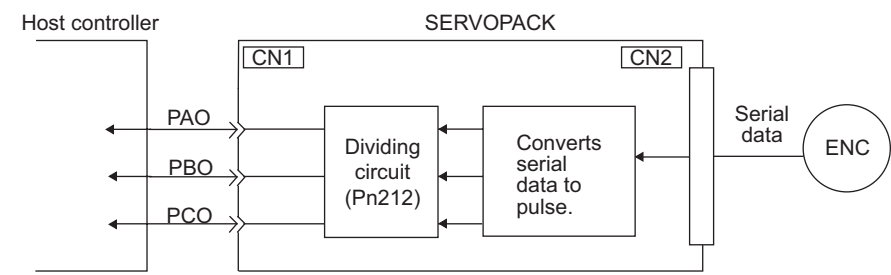 Host controller
SERVOPACK
CN1
CN2
PAO
PBO
PCO
Dividing
circuit
(Pn212)
Converts
serial
data to
pulse.
Serial
data
ENC